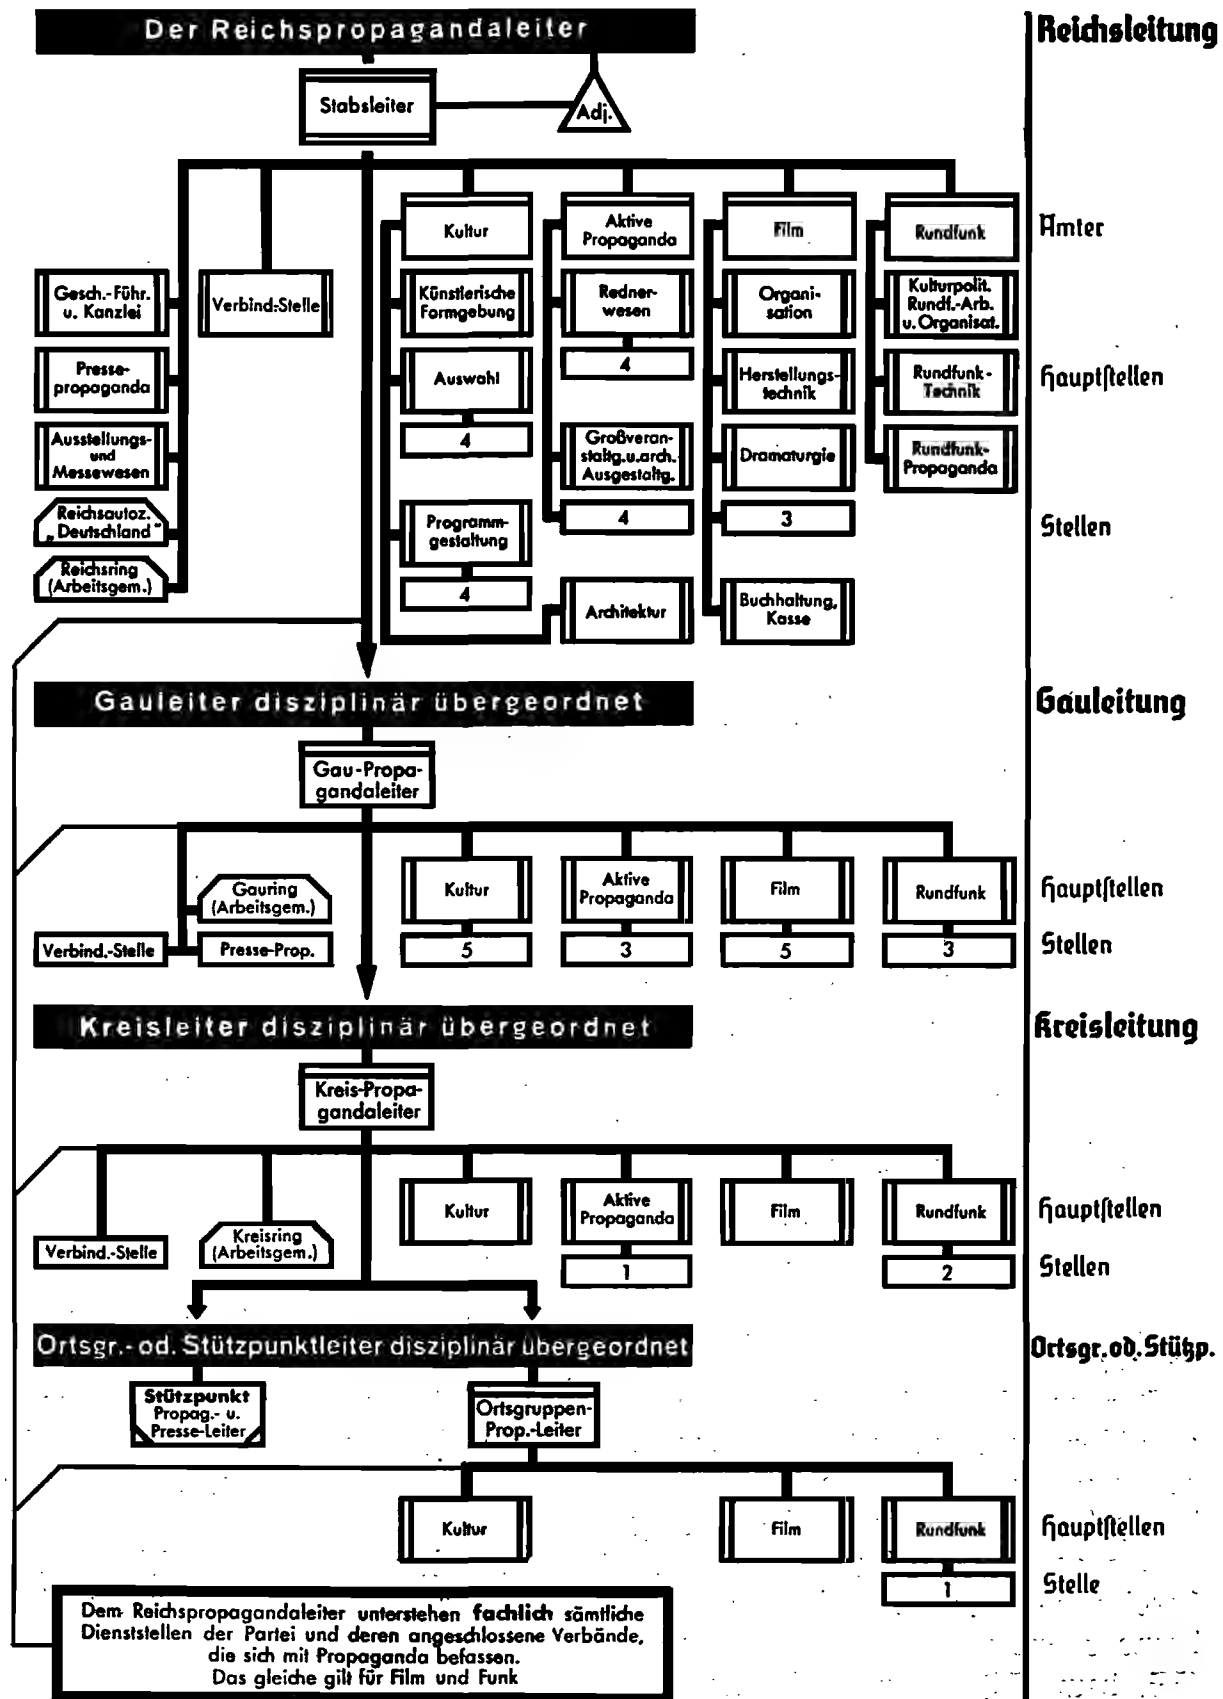 Der Reichspropagandaleiter
Reichsleitung
Stabsleiter
Adj.
Kultur
Aktive
Propaganda
Film
Rundfunk
Ämter
Gesch.-Führ.
u. Kanzlei
Verbind-Stelle
Künstlerische
Formgebung
Redner-
wesen
Organi-
sation
Kulturpolit.
Rundf.-Arb.
u. Organisat.
4
Presse-
propaganda
Auswahl
Herstellungs-
technik
Rundfunk-
Technik
Hauptstellen
4
Ausstellungs-
und
Messewesen
Großveran-
staltg.u.arch.
Ausgestaltg.
Dramaturgie
Rundfunk-
Propaganda
Reichsautoz.
„Deutschland"
Programm-
gestaltung
4
3
Stellen
Reichsring
(Arbeitsgem.)
4
Architektur
Buchhaltung,
Kasse
Gauleiter disziplinär übergeordnet
Gauleitung
Gau-Propa-
gandaleiter
Gauring
(Arbeitsgem.)
Kultur
Aktive
Propaganda
Film
Rundfunk
Hauptstellen
Verbind.-Stelle
Presse-Prop.
5
3
5
3
Stellen
Kreisleiter disziplinär übergeordnet
Kreisleitung
Kreis-Propa-
gandaleiter
Verbind.-Stelle
Kreisring
(Arbeitsgem.)
Kultur
Aktive
Propaganda
Film
Rundfunk
Hauptstellen
1
2
Stellen
Ortsgr.- od. Stützpunktleiter disziplinär übergeordnet
Ortsgr. od. Stützp.
Stützpunkt
Propag.- u.
Presse-Leiter
Ortsgruppen-
Prop.-Leiter
Kultur
Film
Rundfunk
Hauptstellen
1
Stelle
Dem Reichspropagandaleiter unterstehen fachlich sämtliche
Dienststellen der Partei und deren angeschlossene Verbände,
die sich mit Propaganda befassen.
Das gleiche gilt für Film und Funk